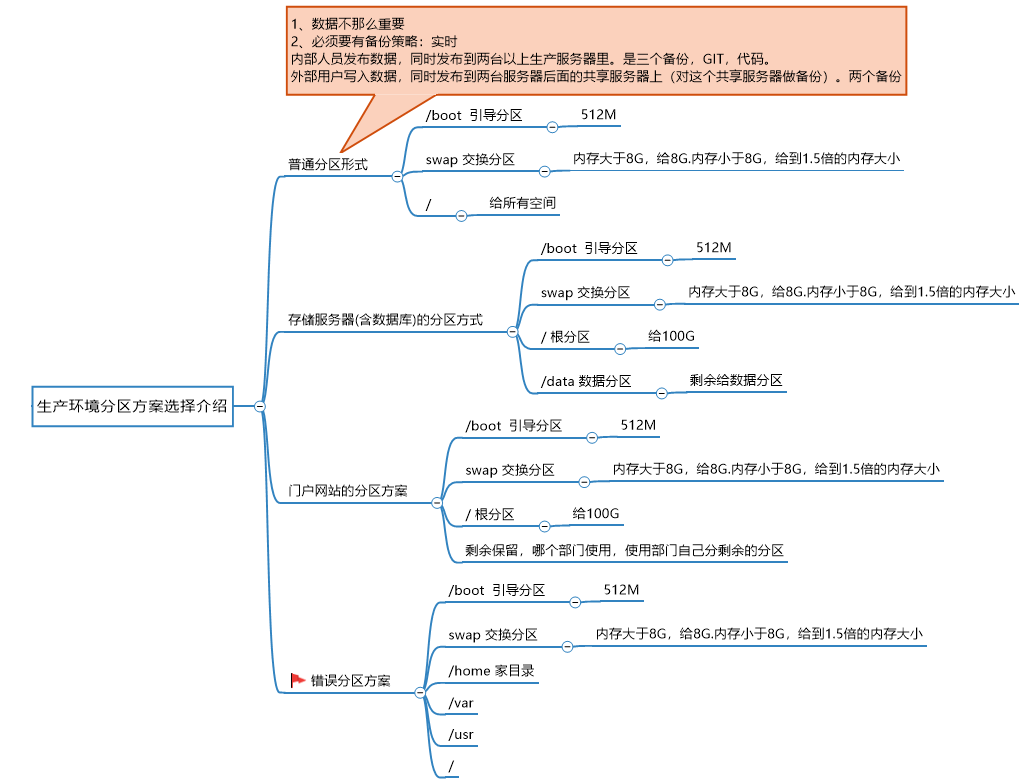 1、数据不那么重要
2、必须要有备份策略：实时
内部人员发布数据，同时发布到两台以上生产服务器里。是三个备份，GIT，代码。
外部用户写入数据，同时发布到两台服务器后面的共享服务器上（对这个共享服务器做备份）。两个备份
生产环境分区方案选择介绍
普通分区形式
/boot 引导分区
512M
swap 交换分区
内存大于8G，给8G.内存小于8G，给到1.5倍的内存大小
/
给所有空间
存储服务器(含数据库)的分区方式
/boot 引导分区
512M
swap 交换分区
内存大于8G，给8G.内存小于8G，给到1.5倍的内存大小
/ 根分区
给100G
/data 数据分区
剩余给数据分区
门户网站的分区方案
/boot 引导分区
512M
swap 交换分区
内存大于8G，给8G.内存小于8G，给到1.5倍的内存大小
/ 根分区
给100G
剩余保留，哪个部门使用，使用部门自己分剩余的分区
错误分区方案
/boot 引导分区
512M
swap 交换分区
内存大于8G，给8G.内存小于8G，给到1.5倍的内存大小
/home 家目录
/var
/usr
/